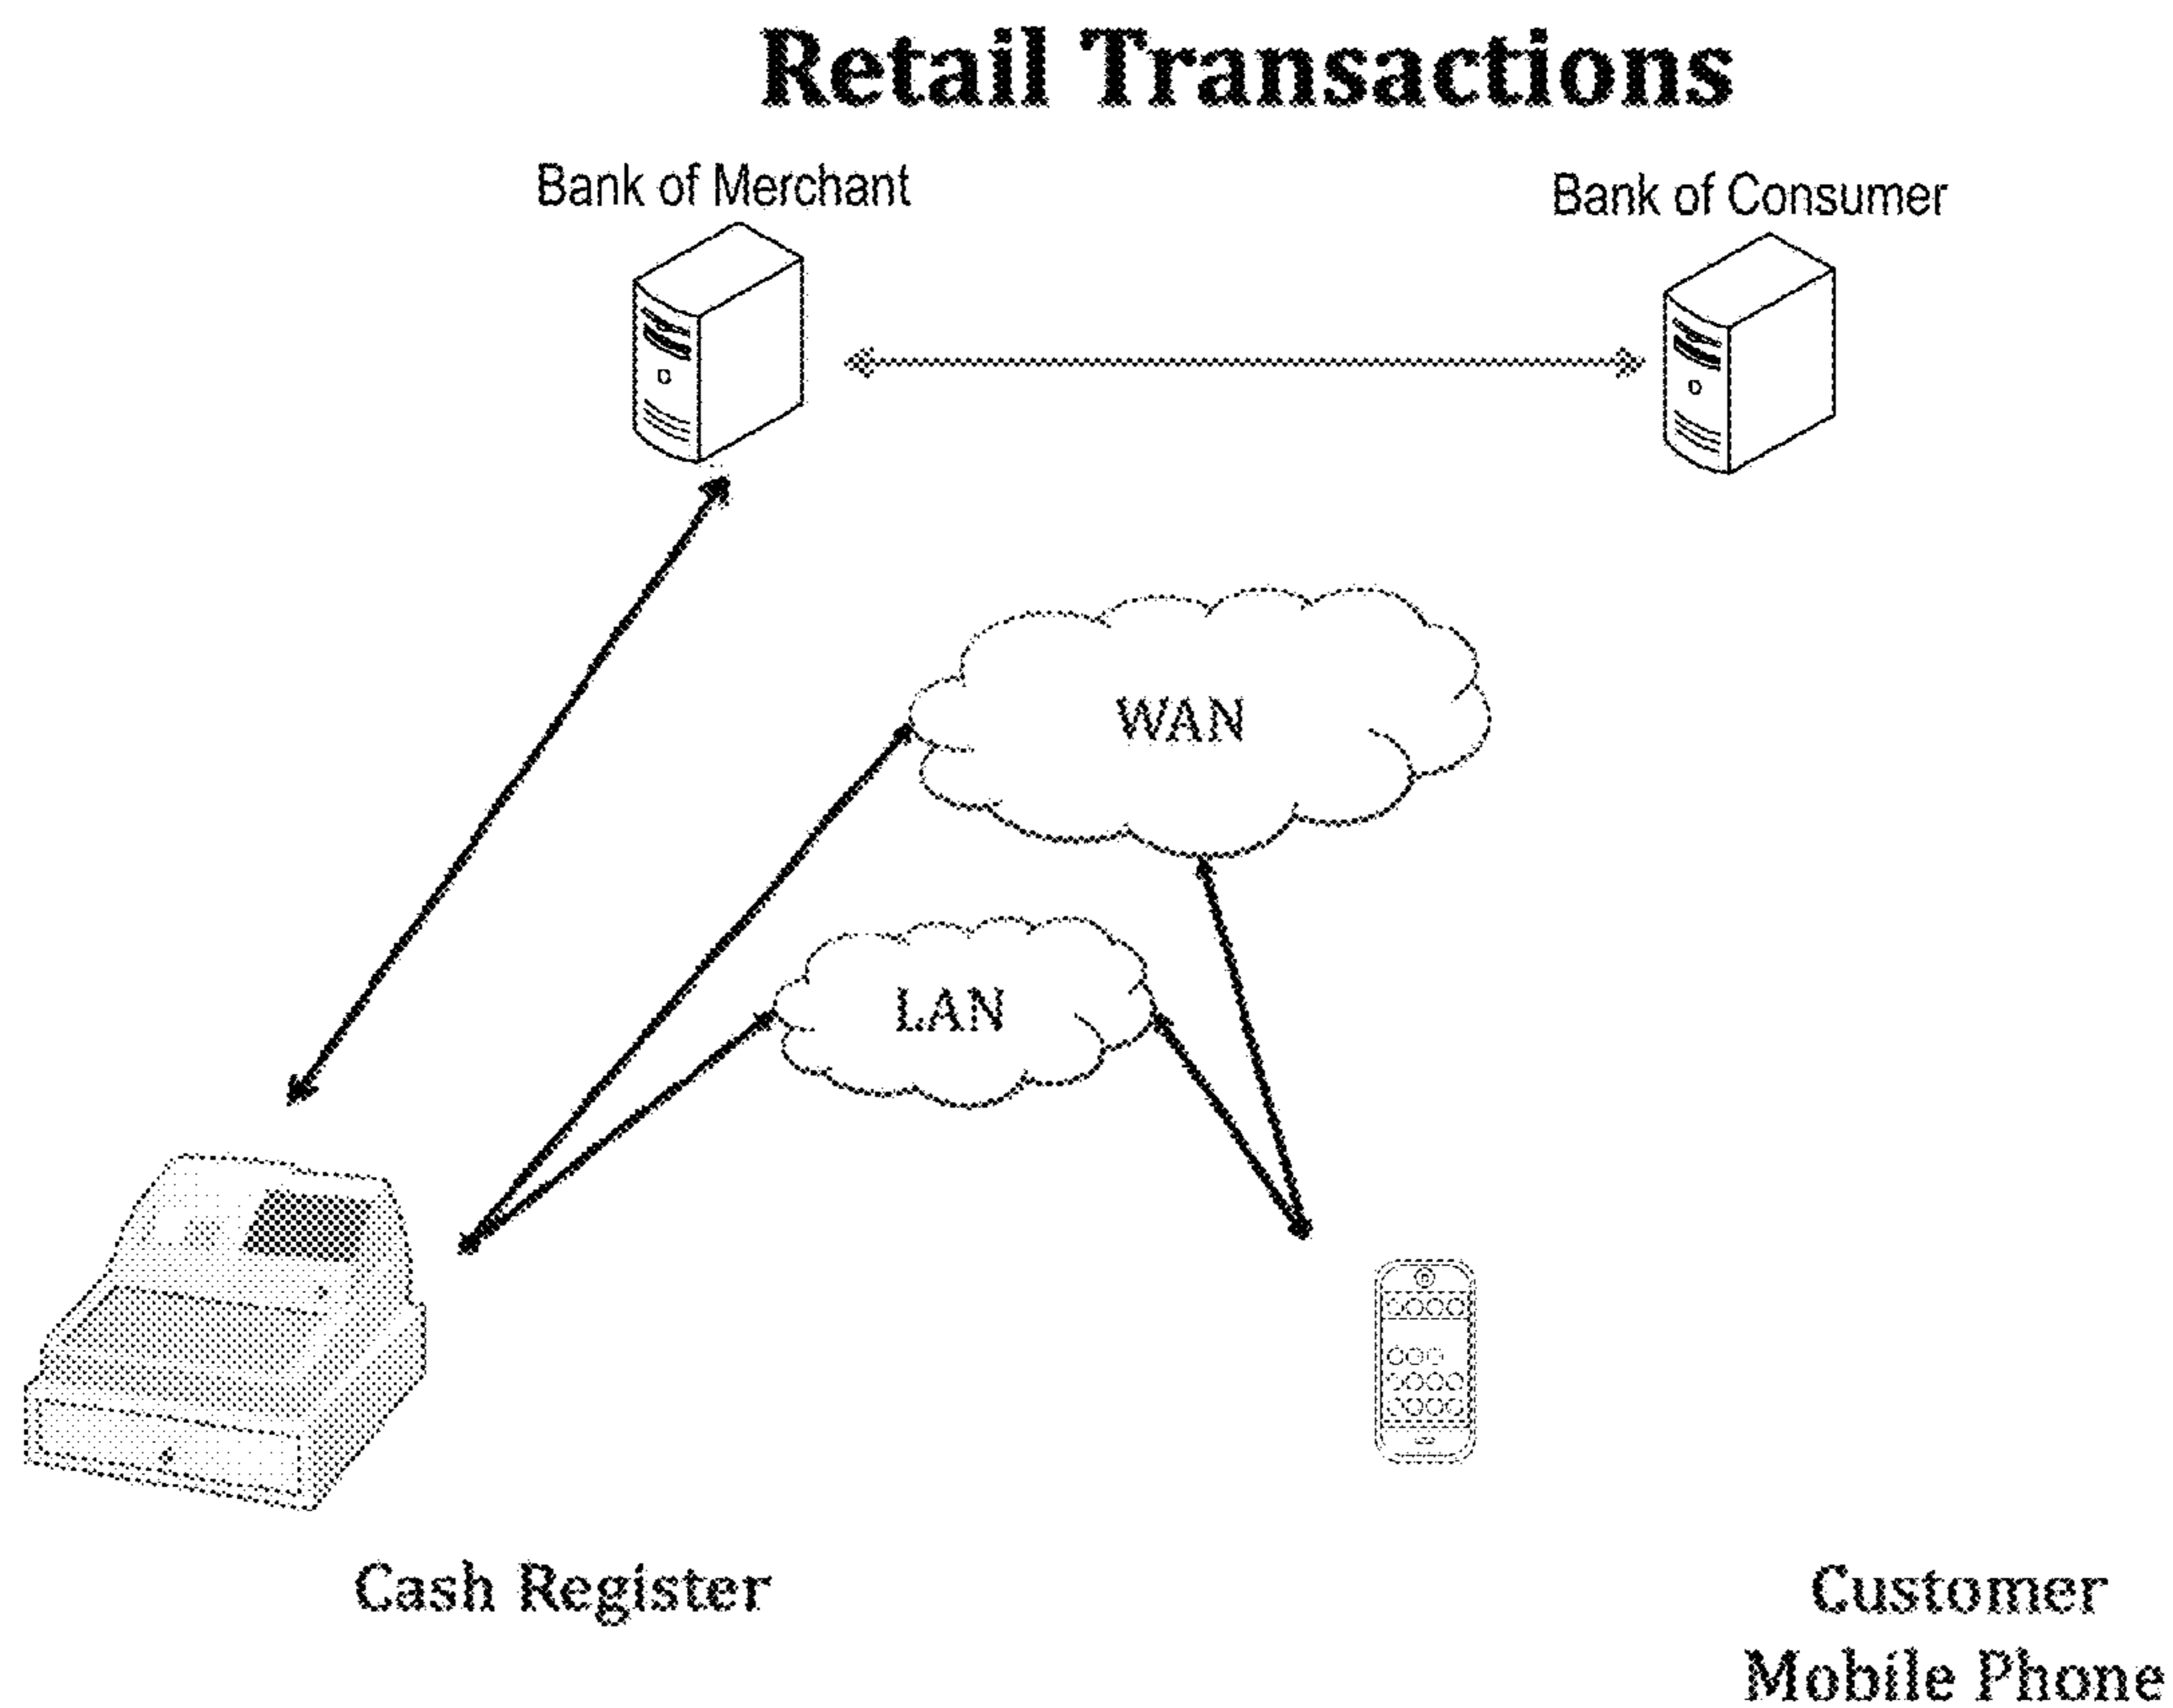 Retail Transactions
Bank of Merchant
Bank of Consumer
WAN
LAN
Cash Register
Customer
Mobile Phone